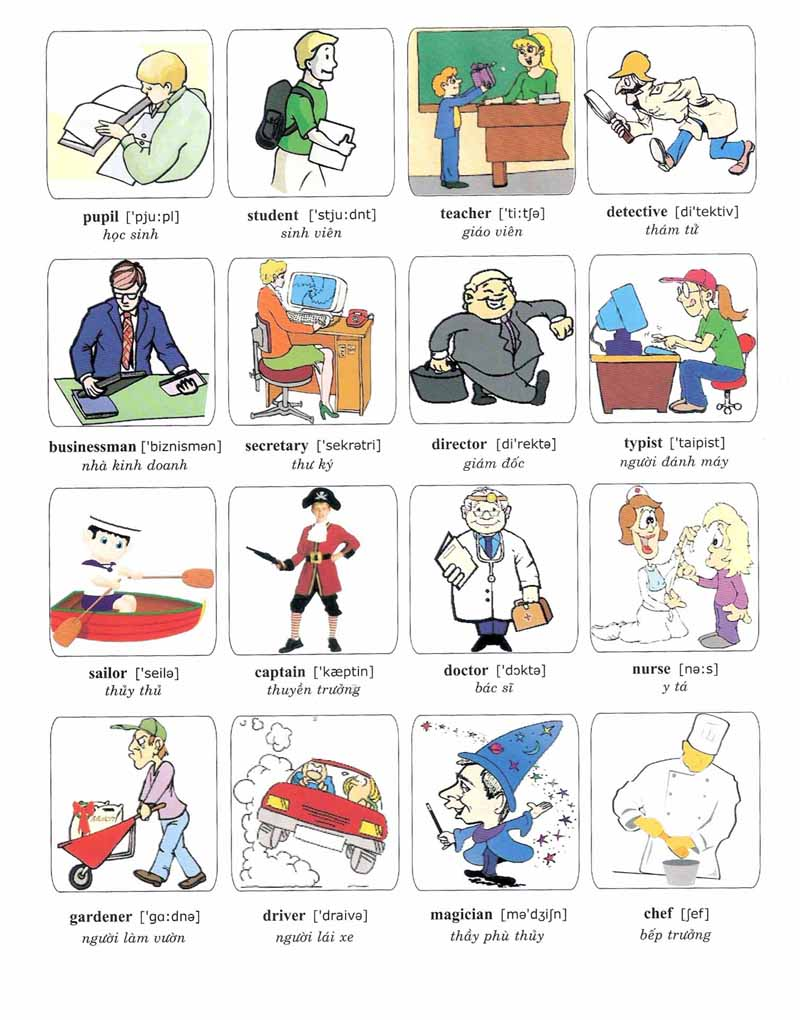 pupil ['pju:pl]
học sinh
student ['stju:dnt]
sinh viên
teacher ['ti:tʃə]
giáo viên
detective [di'tektiv]
thám tử
businessman ['biznismən]
nhà kinh doanh
secretary ['sekrətri]
thư ký
director [di'rektə]
giám đốc
typist ['taipist]
người đánh máy
sailor ['seilə]
thủy thủ
captain ['kæptin]
thuyền trưởng
doctor ['dɔktə]
bác sĩ
nurse [nə:s]
y tá
gardener ['gɑ:dnə]
người làm vườn
driver ['draivə]
người lái xe
magician [mə'dʒiʃn]
thầy phù thủy
chef [ʃef]
bếp trưởng